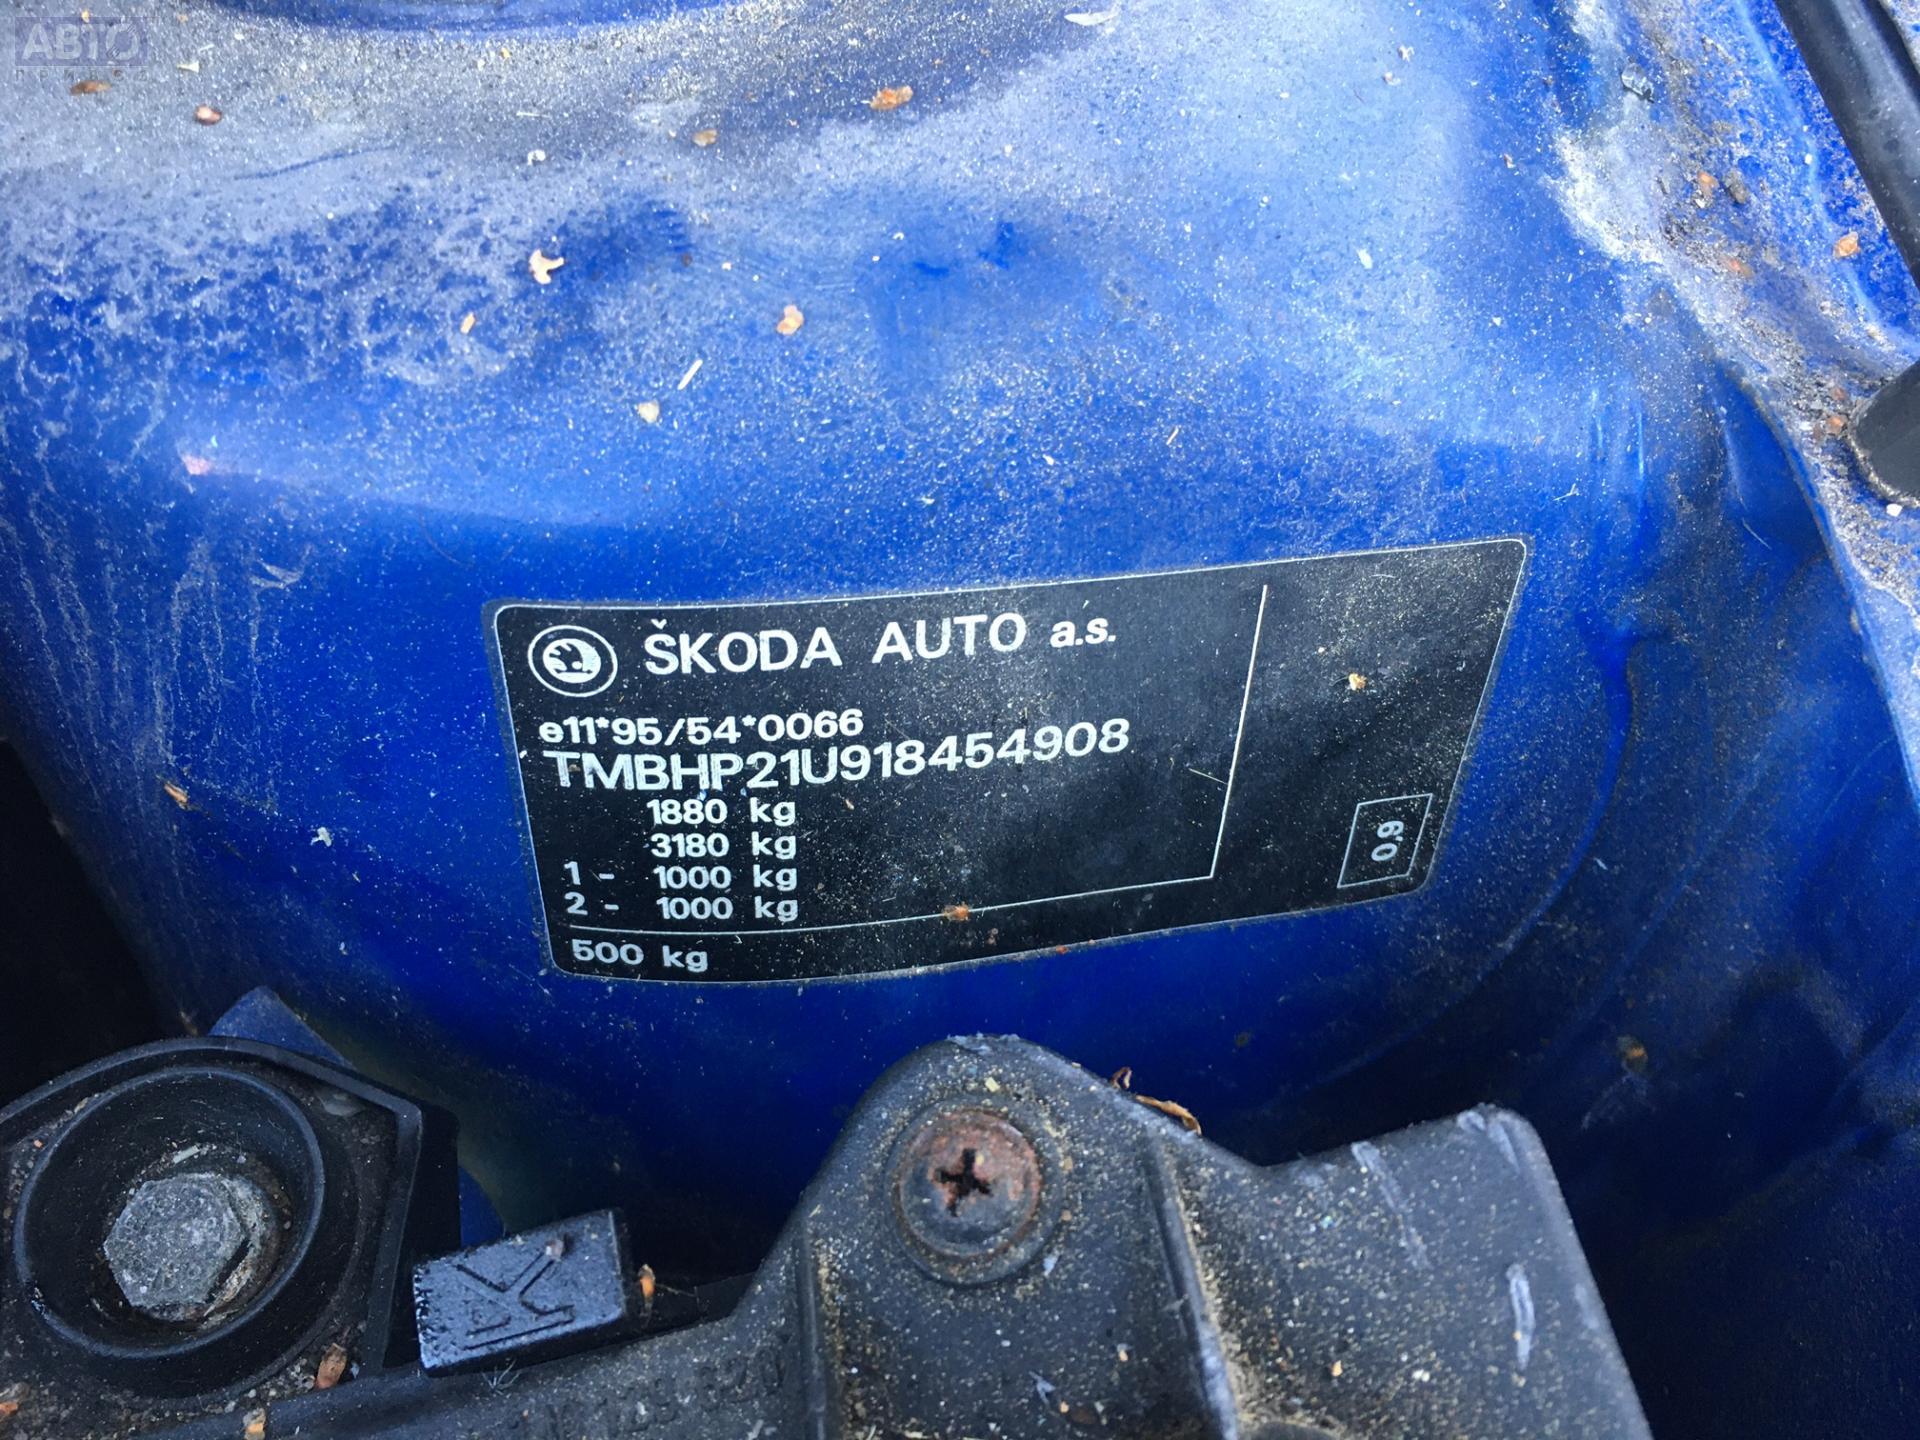 АВТО
ПРИВОЗ
ŠKODA AUTO a.s.
e11*95/54*0066
TMBHP21U918454908
1880 kg
3180 kg
1 - 1000 kg
2 - 1000 kg
500 kg
0,9